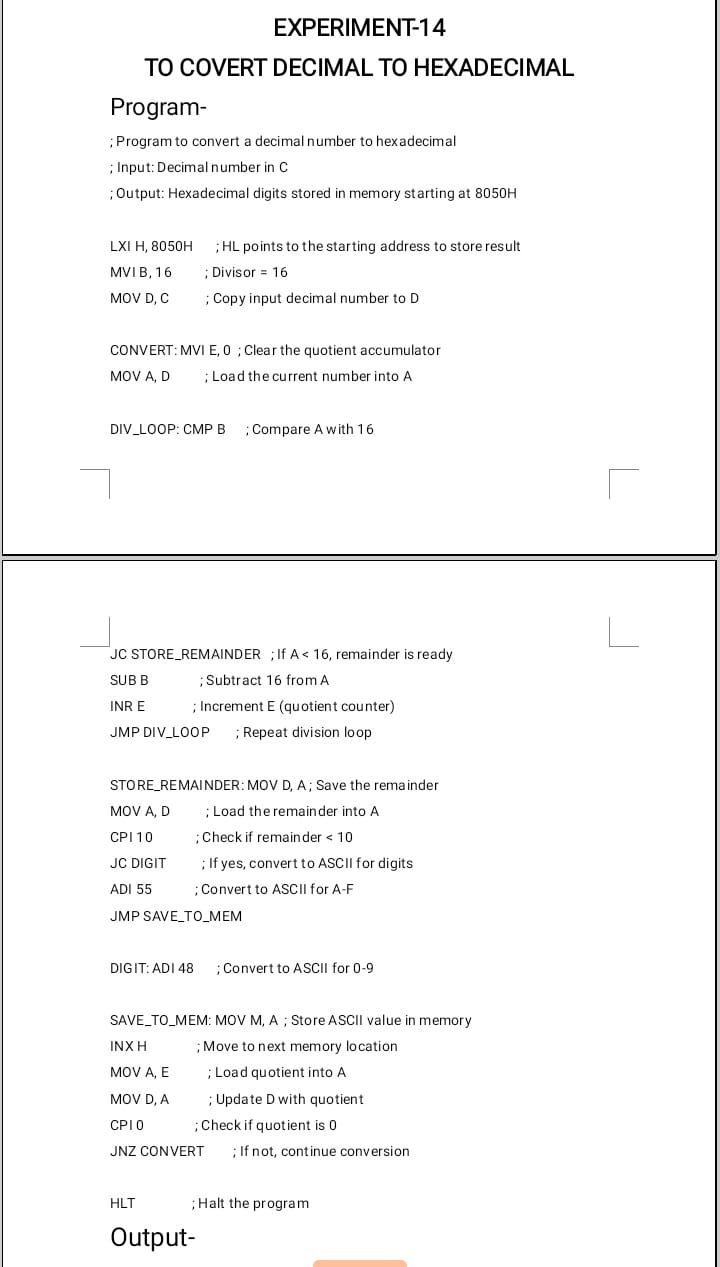 EXPERIMENT-14
TO COVERT DECIMAL TO HEXADECIMAL
Program-
; Program to convert a decimal number to hexadecimal
; Input: Decimal number in C
; Output: Hexadecimal digits stored in memory starting at 8050H
LXI H, 8050H ; HL points to the starting address to store result
MVI B, 16 ; Divisor = 16
MOV D, C ; Copy input decimal number to D
CONVERT: MVI E, 0 ; Clear the quotient accumulator
MOV A, D ; Load the current number into A
DIV_LOOP: CMP B ; Compare A with 16
JC STORE_REMAINDER ; If A < 16, remainder is ready
SUB B ; Subtract 16 from A
INR E ; Increment E (quotient counter)
JMP DIV_LOOP ; Repeat division loop
STORE_REMAINDER: MOV D, A ; Save the remainder
MOV A, D ; Load the remainder into A
CPI 10 ; Check if remainder < 10
JC DIGIT ; If yes, convert to ASCII for digits
ADI 55 ; Convert to ASCII for A-F
JMP SAVE_TO_MEM
DIGIT: ADI 48 ; Convert to ASCII for 0-9
SAVE_TO_MEM: MOV M, A ; Store ASCII value in memory
INX H ; Move to next memory location
MOV A, E ; Load quotient into A
MOV D, A ; Update D with quotient
CPI 0 ; Check if quotient is 0
JNZ CONVERT ; If not, continue conversion
HLT ; Halt the program
Output-